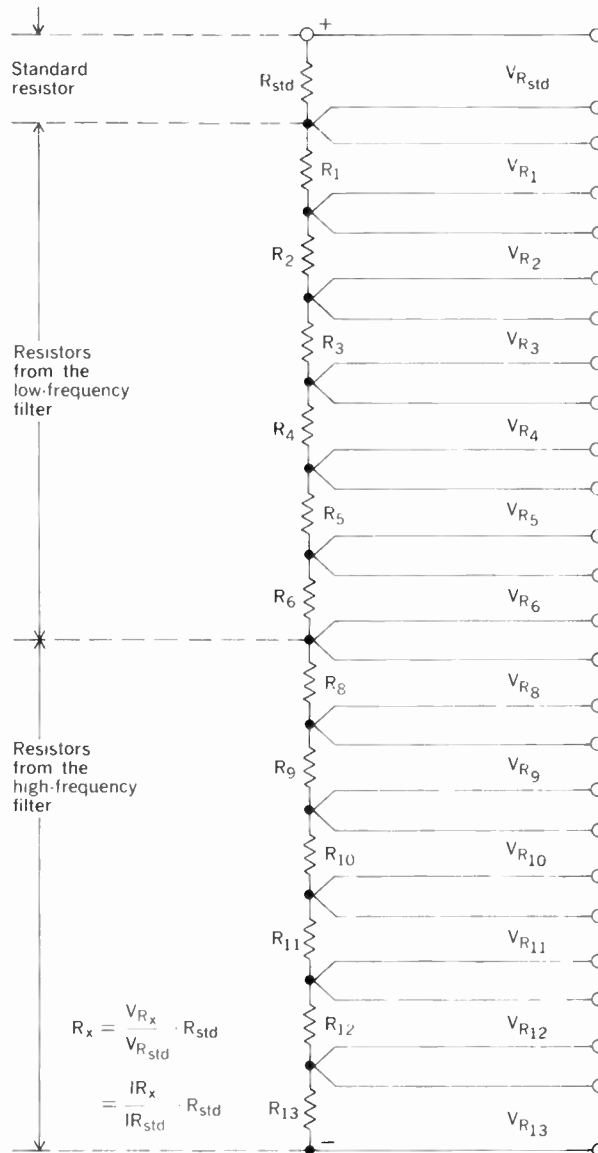 +
Standard
resistor
R_std
V_R_std
R_1
V_R_1
R_2
V_R_2
Resistors
from the
low-frequency
filter
R_3
V_R_3
R_4
V_R_4
R_5
V_R_5
R_6
V_R_6
R_8
V_R_8
Resistors
from the
high-frequency
filter
R_9
V_R_9
R_10
V_R_10
R_11
V_R_11
R_x = V_R_x / V_R_std · R_std
= IR_x / IR_std · R_std
R_12
V_R_12
R_13
V_R_13
−